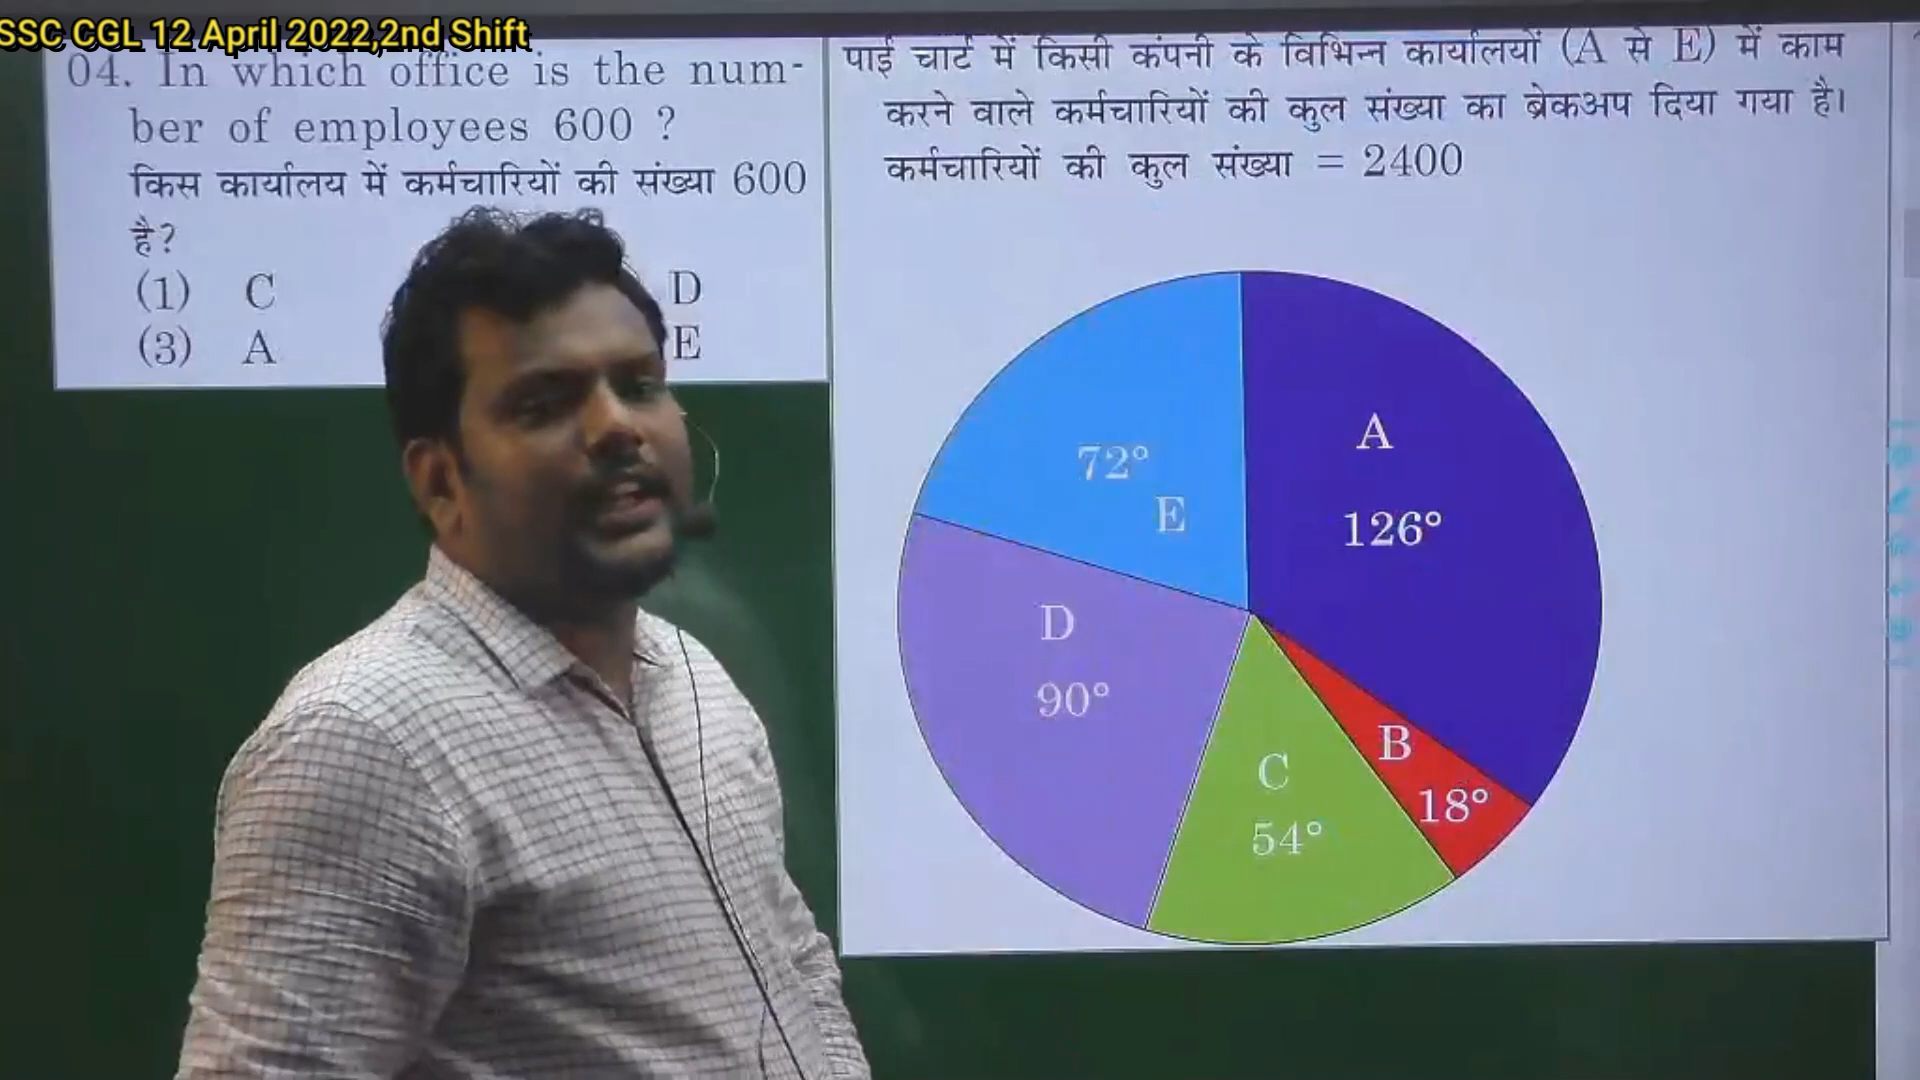 SSC CGL 12 April 2022,2nd Shift
04. In which office is the num-
ber of employees 600 ?
किस कार्यालय में कर्मचारियों की संख्या 600
है?
(1) C D
(3) A E
पाई चार्ट में किसी कंपनी के विभिन्न कार्यालयों (A से E) में काम
करने वाले कर्मचारियों की कुल संख्या का ब्रेकअप दिया गया है।
कर्मचारियों की कुल संख्या = 2400
A
126°
72°
E
D
90°
B
18°
C
54°